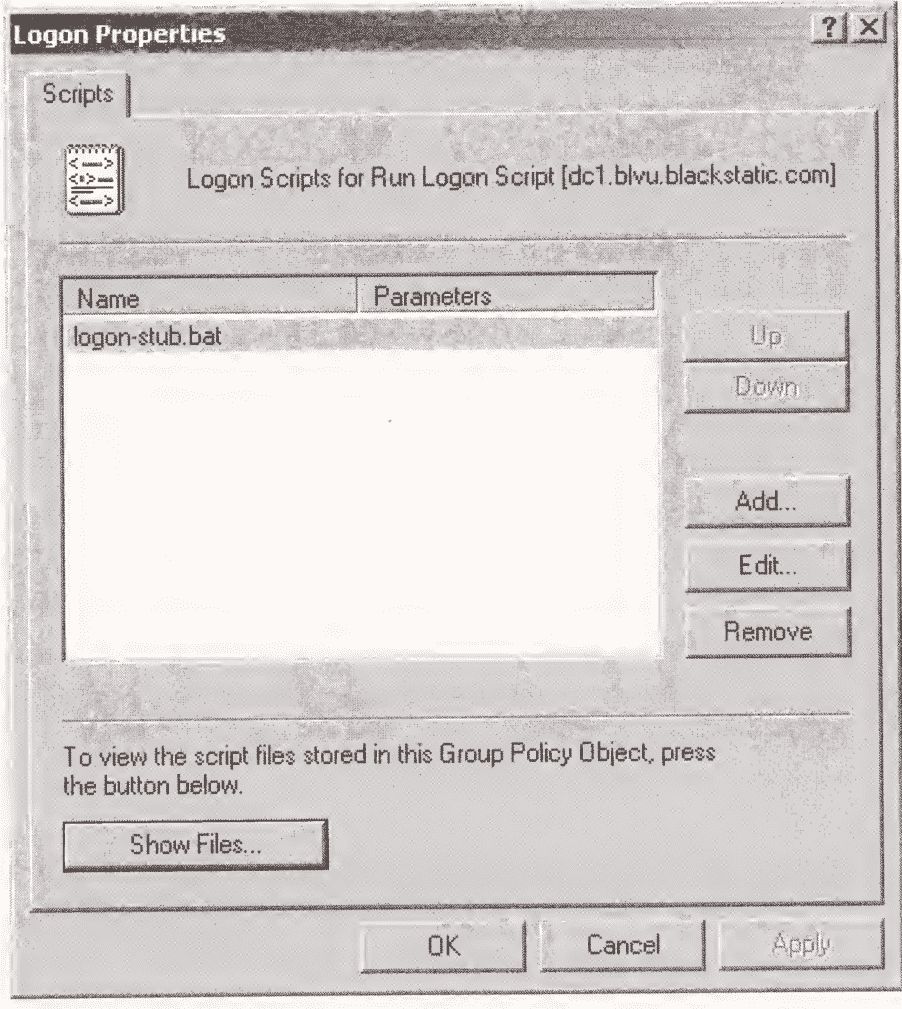 Logon Properties
Scripts
Logon Scripts for Run Logon Script [dc1.blvu.blackstatic.com]
Name Parameters
logon-stub.bat
Up
Down
Add...
Edit...
Remove
To view the script files stored in this Group Policy Object, press
the button below.
Show Files...
OK Cancel Apply